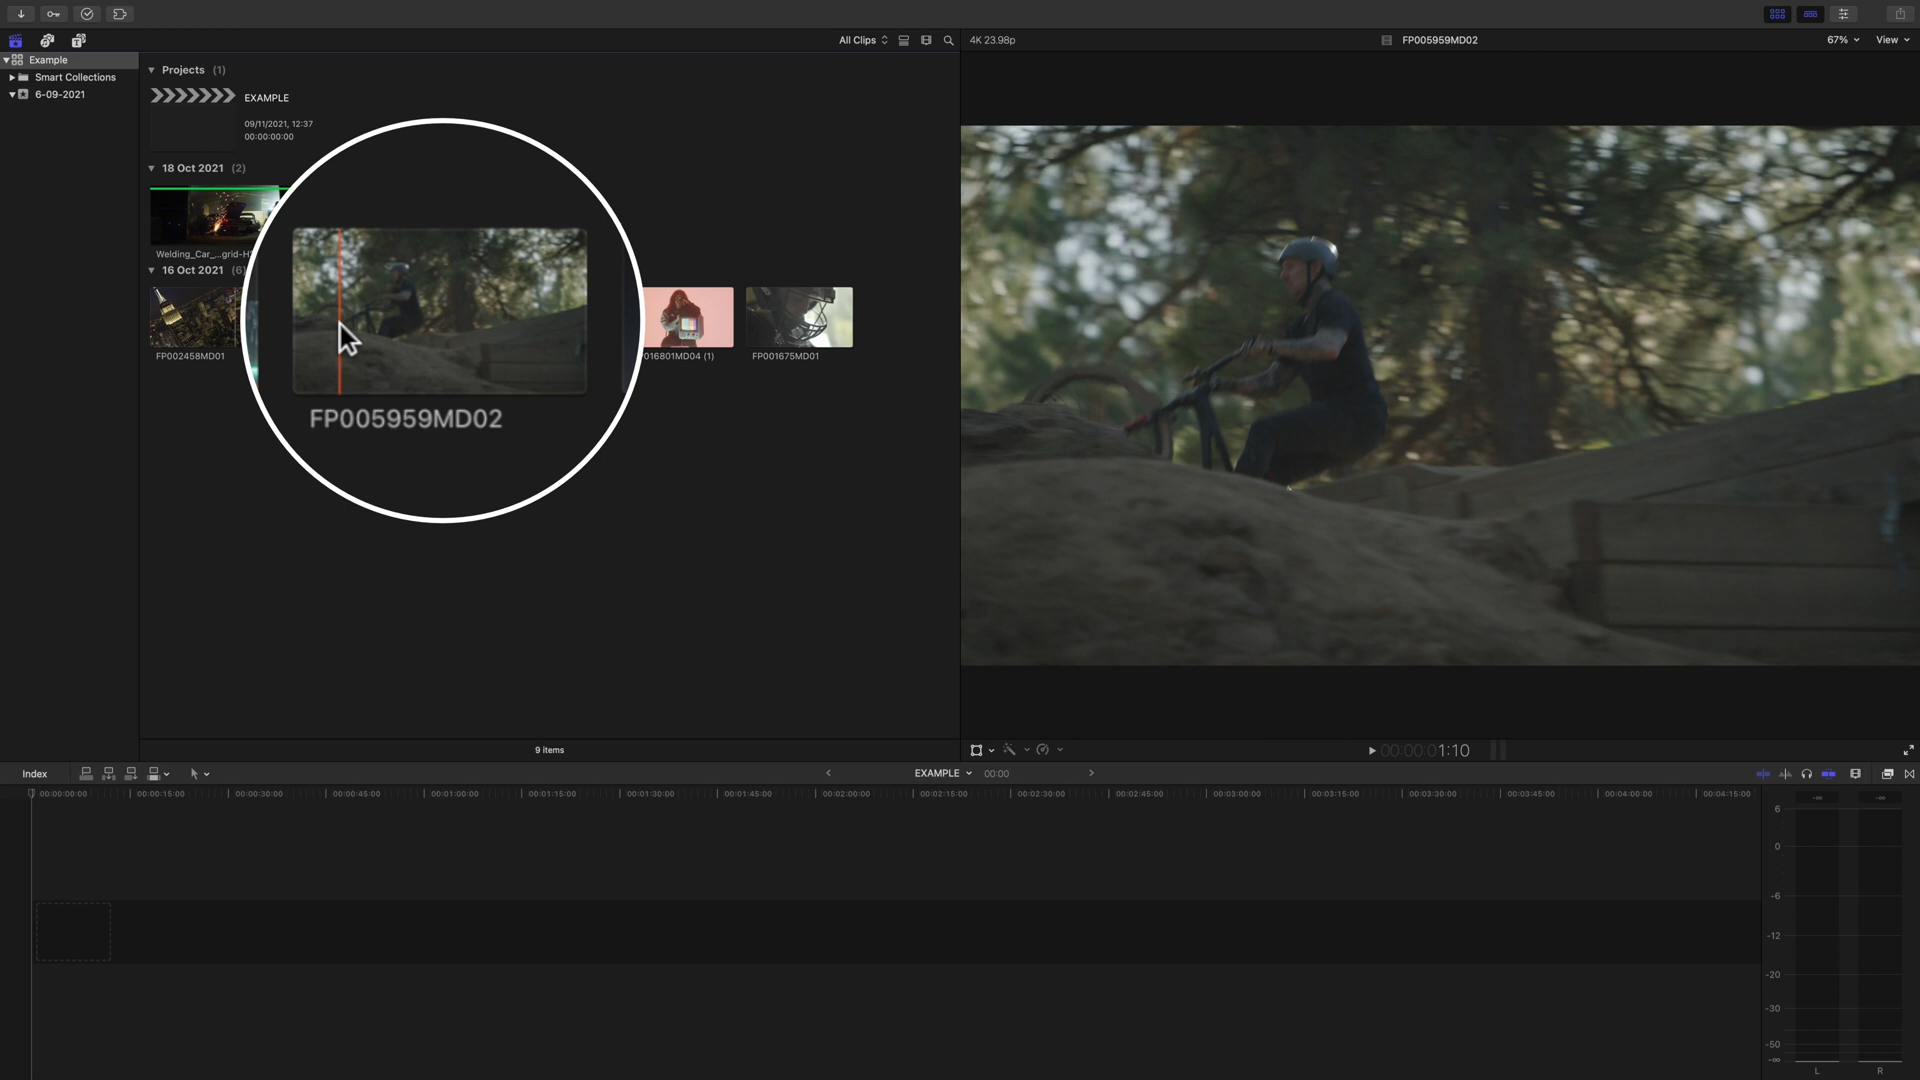 All Clips
4K 23.98p
FP005959MD02
67%
View
Example
Smart Collections
6-09-2021
Projects (1)
EXAMPLE
09/11/2021, 12:37
00:00:00:00
18 Oct 2021 (2)
Welding_Car_...grid-H
16 Oct 2021 (6)
FP002458MD01
FP005959MD02
016801MD04 (1)
FP001675MD01
9 items
00:00:01:10
Index
EXAMPLE
00:00
00:00:00:00
00:00:15:00
00:00:30:00
00:00:45:00
00:01:00:00
00:01:15:00
00:01:30:00
00:01:45:00
00:02:00:00
00:02:15:00
00:02:30:00
00:02:45:00
00:03:00:00
00:03:15:00
00:03:30:00
00:03:45:00
00:04:00:00
00:04:15:00
-∞ -∞
6
0
-6
-12
-20
-30
-50
-∞
L R